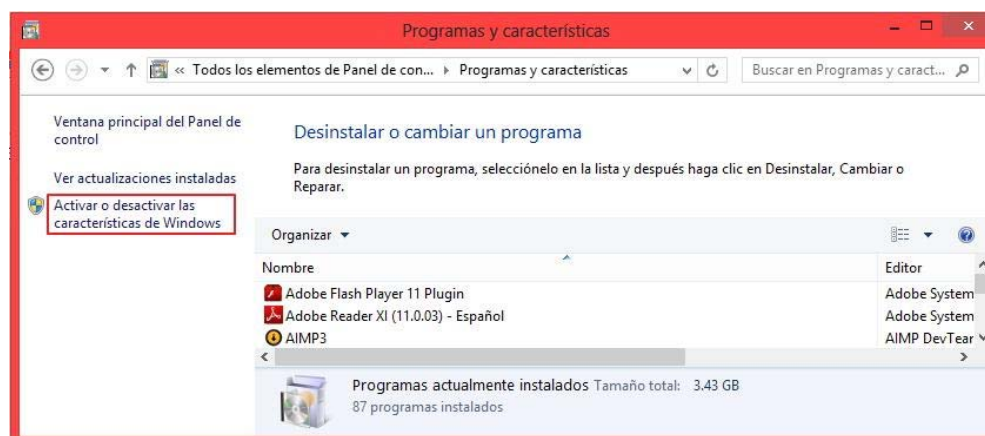 Programas y características
« Todos los elementos de Panel de con... Programas y características
Buscar en Programas y caract...
Ventana principal del Panel de
control
Ver actualizaciones instaladas
Activar o desactivar las
características de Windows
Desinstalar o cambiar un programa
Para desinstalar un programa, selecciónelo en la lista y después haga clic en Desinstalar, Cambiar o
Reparar.
Organizar
Nombre Editor
Adobe Flash Player 11 Plugin Adobe System
Adobe Reader XI (11.0.03) - Español Adobe System
AIMP3 AIMP DevTear
Programas actualmente instalados Tamaño total: 3.43 GB
87 programas instalados